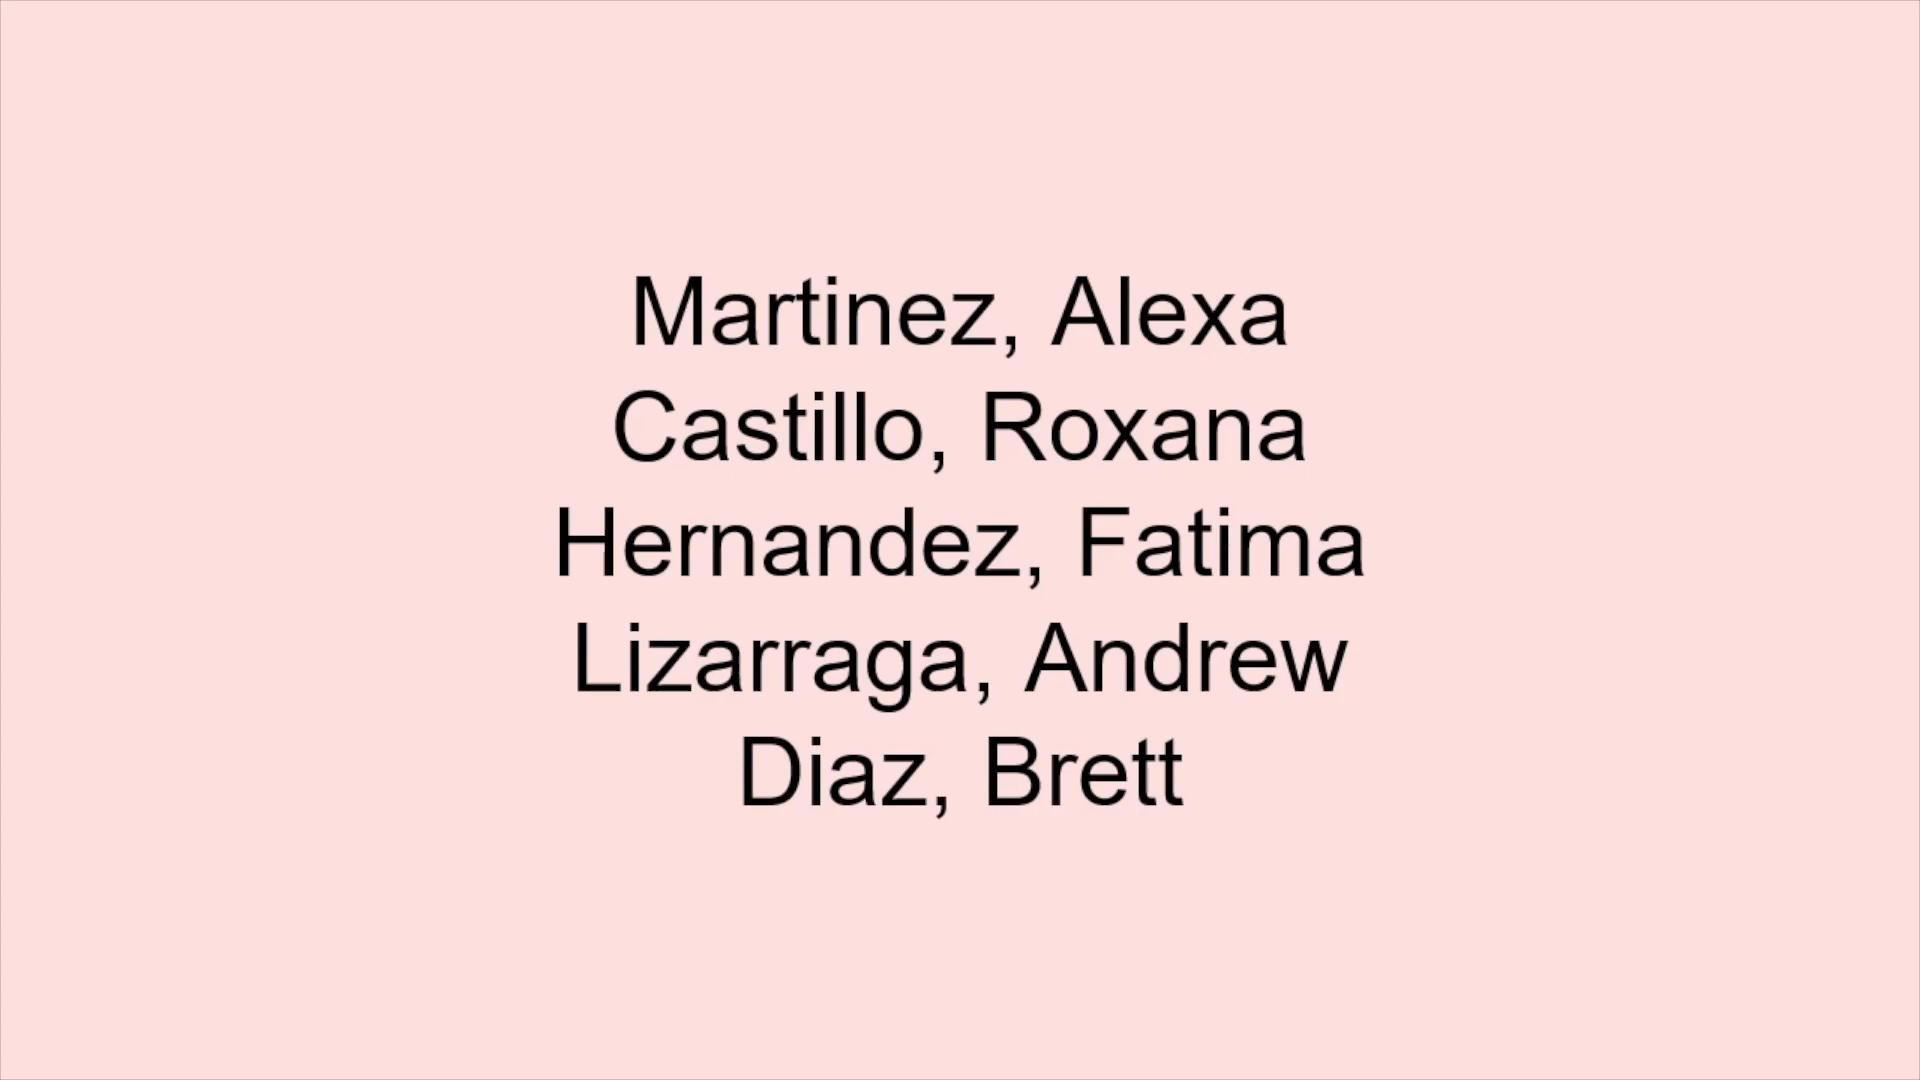 Martinez, Alexa
Castillo, Roxana
Hernandez, Fatima
Lizarraga, Andrew
Diaz, Brett